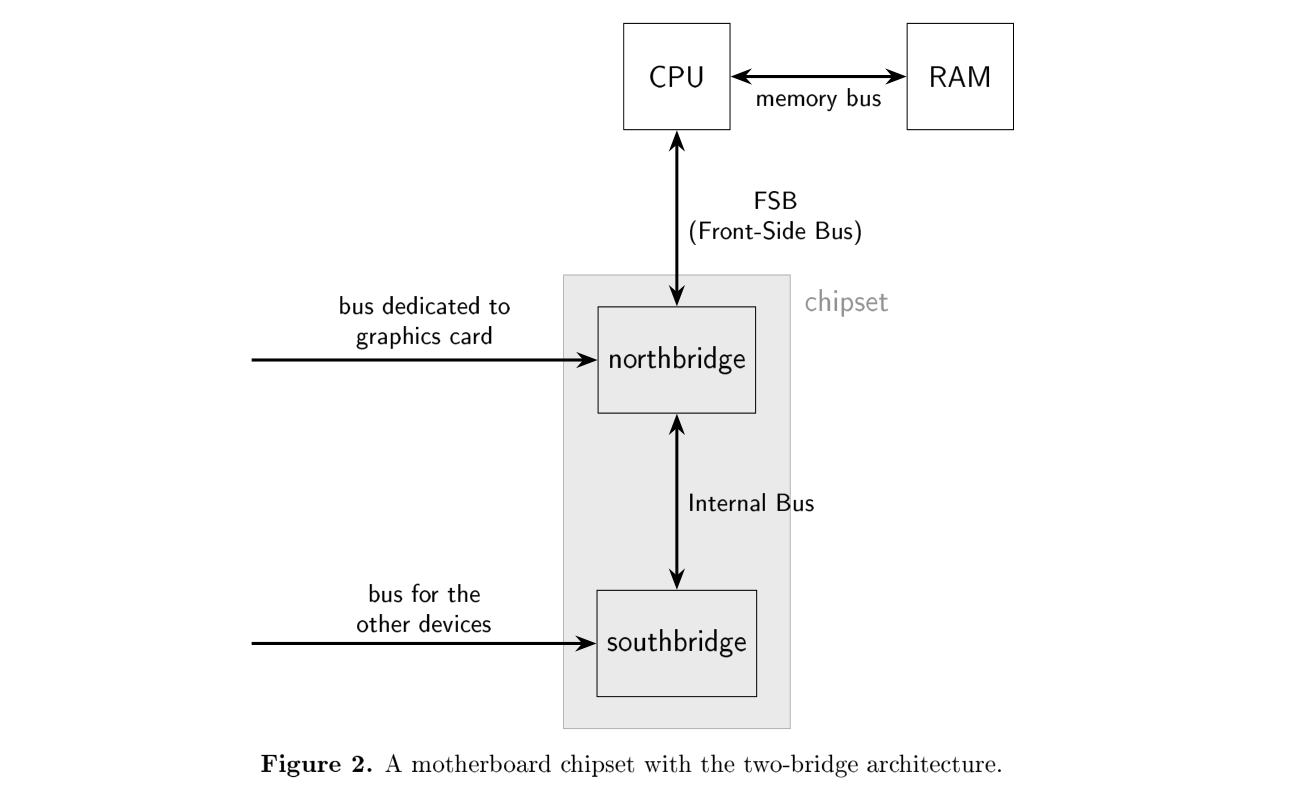 CPU
RAM
memory bus
FSB
(Front-Side Bus)
chipset
bus dedicated to
graphics card
northbridge
Internal Bus
bus for the
other devices
southbridge
Figure 2. A motherboard chipset with the two-bridge architecture.